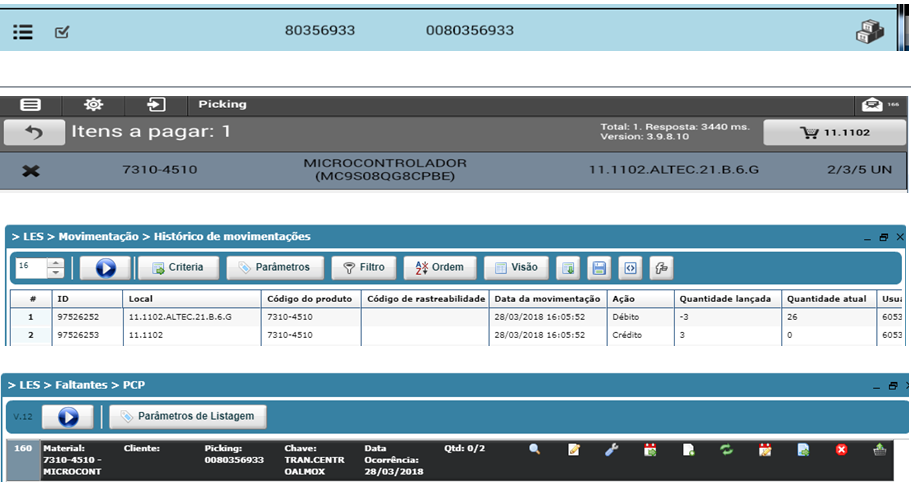 80356933 0080356933
Picking 166
Itens a pagar: 1 Total: 1. Resposta: 3440 ms. 11.1102
Version: 3.9.8.10
7310-4510 MICROCONTROLADOR 11.1102.ALTEC.21.B.6.G 2/3/5 UN
(MC9S08QG8CPBE)
> LES > Movimentação > Histórico de movimentações
16 Criteria Parâmetros Filtro Ordem Visão
# ID Local Código do produto Código de rastreabilidade Data da movimentação Ação Quantidade lançada Quantidade atual Usu
1 97526252 11.1102.ALTEC.21.B.6.G 7310-4510 28/03/2018 16:05:52 Débito -3 26 6053
2 97526253 11.1102 7310-4510 28/03/2018 16:05:52 Crédito 3 0 6053
> LES > Faltantes > PCP
V.12 Parâmetros de Listagem
160 Material: Cliente: Picking: Chave: Data Qtd: 0/2
7310-4510 - 0080356933 TRAN.CENTR Ocorrência:
MICROCONT OALMOX 28/03/2018